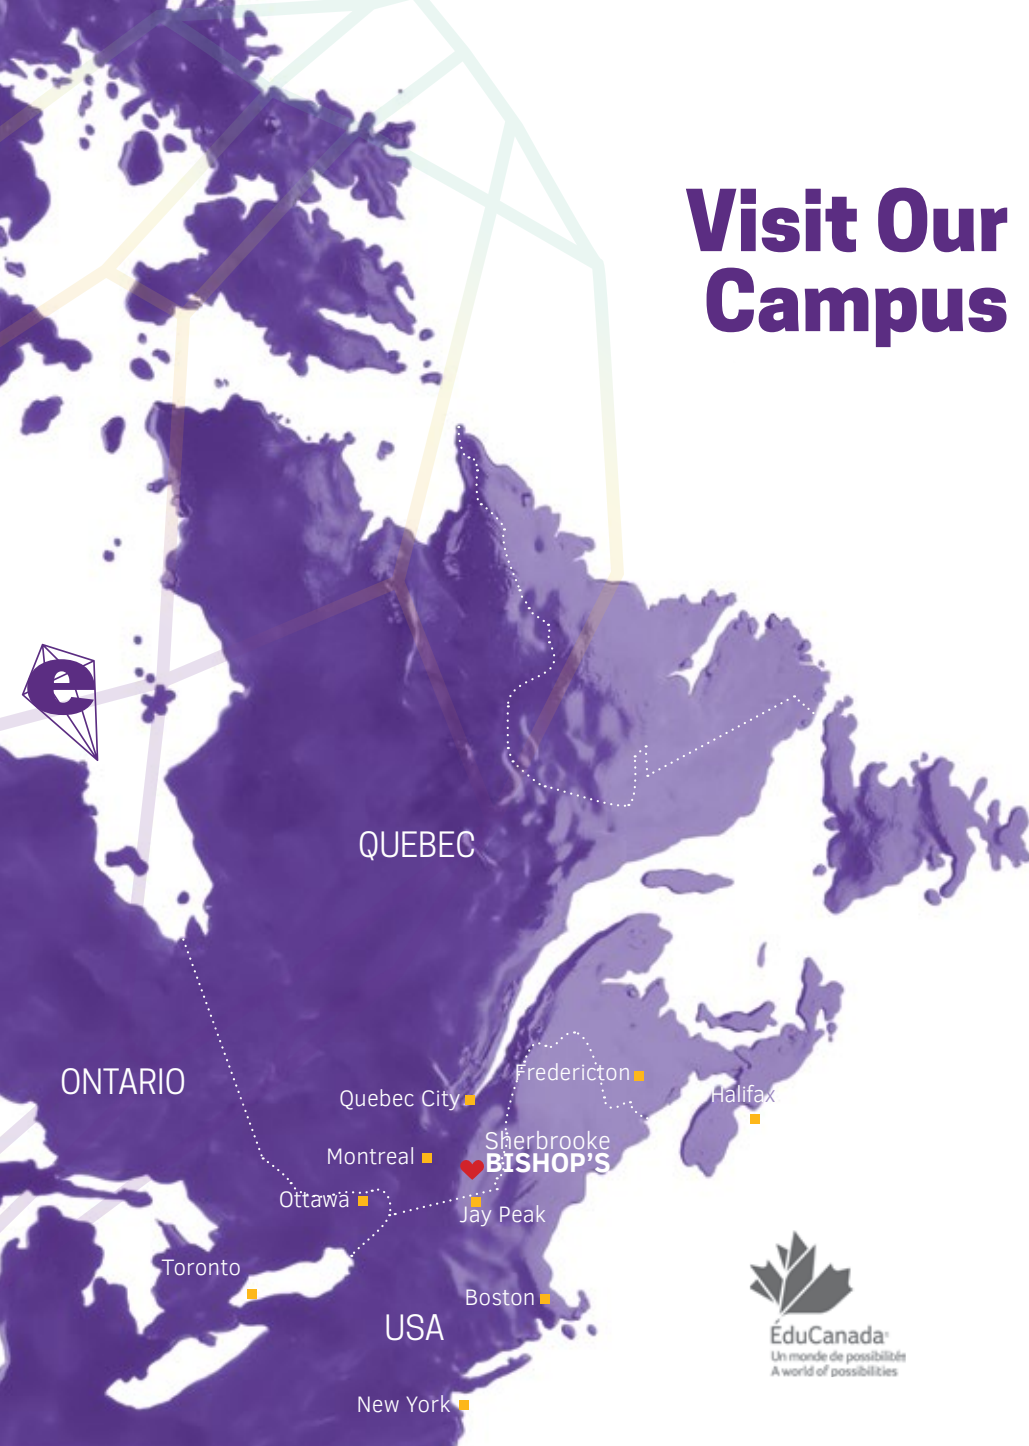 Visit Our
Campus
e
QUEBEC
ONTARIO
Fredericton
Halifax
Quebec City
Sherbrooke
BISHOP'S
Montreal
Ottawa
Jay Peak
Toronto
Boston
USA
New York
ÉduCanada
Un monde de possibilités
A world of possibilities